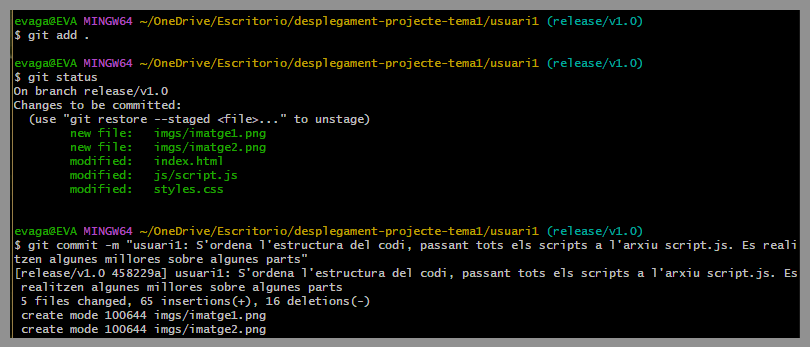 evaga@EVA MINGW64 ~/OneDrive/Escritorio/desplegament-projecte-tema1/usuari1 (release/v1.0)
$ git add .
evaga@EVA MINGW64 ~/OneDrive/Escritorio/desplegament-projecte-tema1/usuari1 (release/v1.0)
$ git status
On branch release/v1.0
Changes to be committed:
  (use "git restore --staged <file>..." to unstage)
        new file:   imgs/imatge1.png
        new file:   imgs/imatge2.png
        modified:   index.html
        modified:   js/script.js
        modified:   styles.css
evaga@EVA MINGW64 ~/OneDrive/Escritorio/desplegament-projecte-tema1/usuari1 (release/v1.0)
$ git commit -m "usuari1: S'ordena l'estructura del codi, passant tots els scripts a l'arxiu script.js. Es reali
tzen algunes millores sobre algunes parts"
[release/v1.0 458229a] usuari1: S'ordena l'estructura del codi, passant tots els scripts a l'arxiu script.js. Es
 realitzen algunes millores sobre algunes parts
 5 files changed, 65 insertions(+), 16 deletions(-)
 create mode 100644 imgs/imatge1.png
 create mode 100644 imgs/imatge2.png